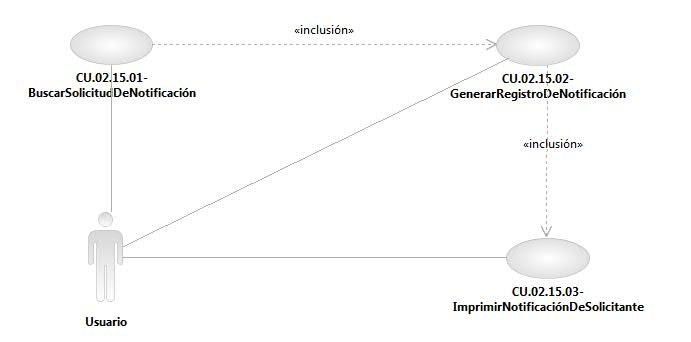 «inclusión»
CU.02.15.01-
BuscarSolicitudDeNotificación
CU.02.15.02-
GenerarRegistroDeNotificación
«inclusión»
CU.02.15.03-
ImprimirNotificaciónDeSolicitante
Usuario